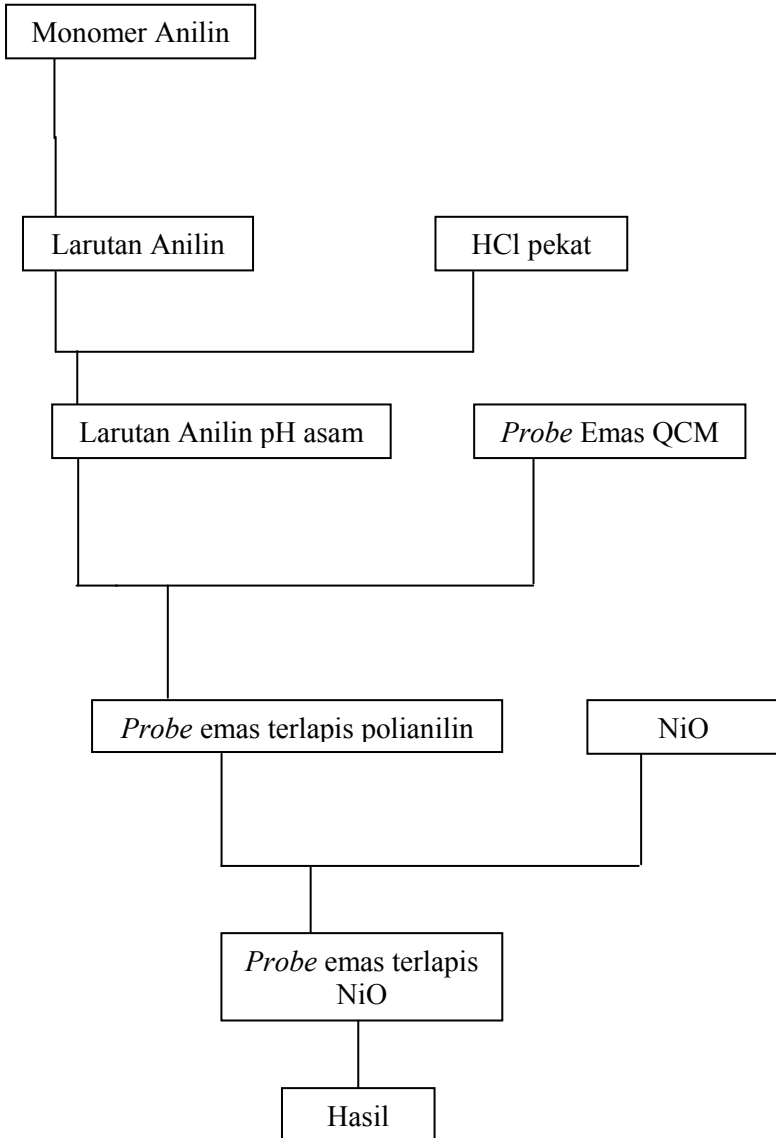 Monomer Anilin
Larutan Anilin
HCl pekat
Larutan Anilin pH asam
Probe Emas QCM
Probe emas terlapis polianilin
NiO
Probe emas terlapis
NiO
Hasil